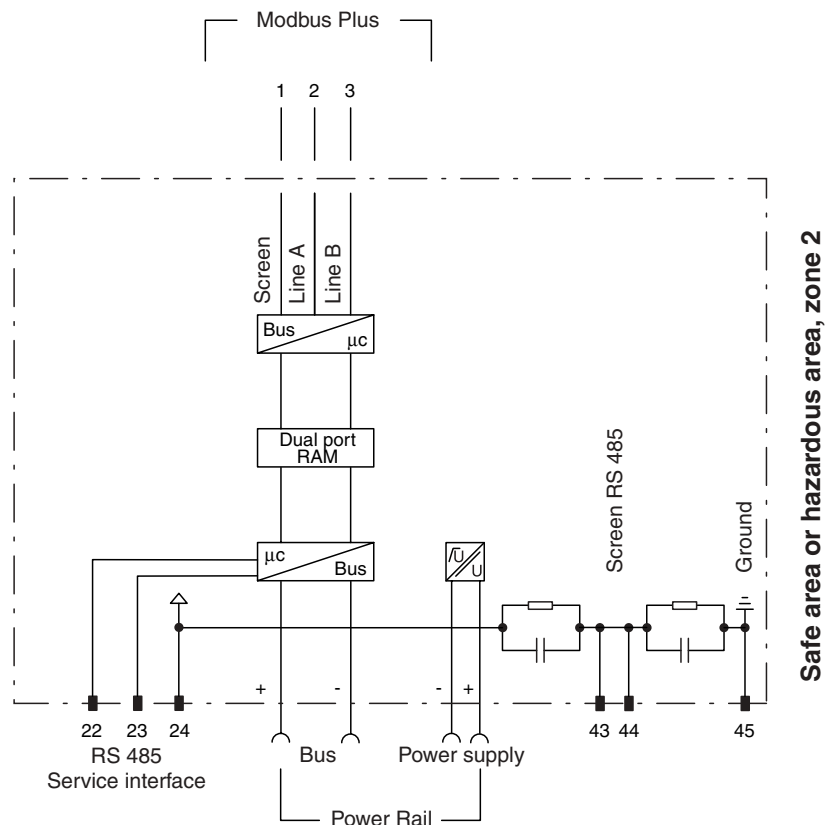 Modbus Plus
1 2 3
Screen
Line A
Line B
Bus
µc
Dual port
RAM
µc
Bus
U
U
Screen RS 485
Ground
+ - - +
22 23 24
43 44 45
RS 485
Service interface
Bus
Power supply
Power Rail
Safe area or hazardous area, zone 2